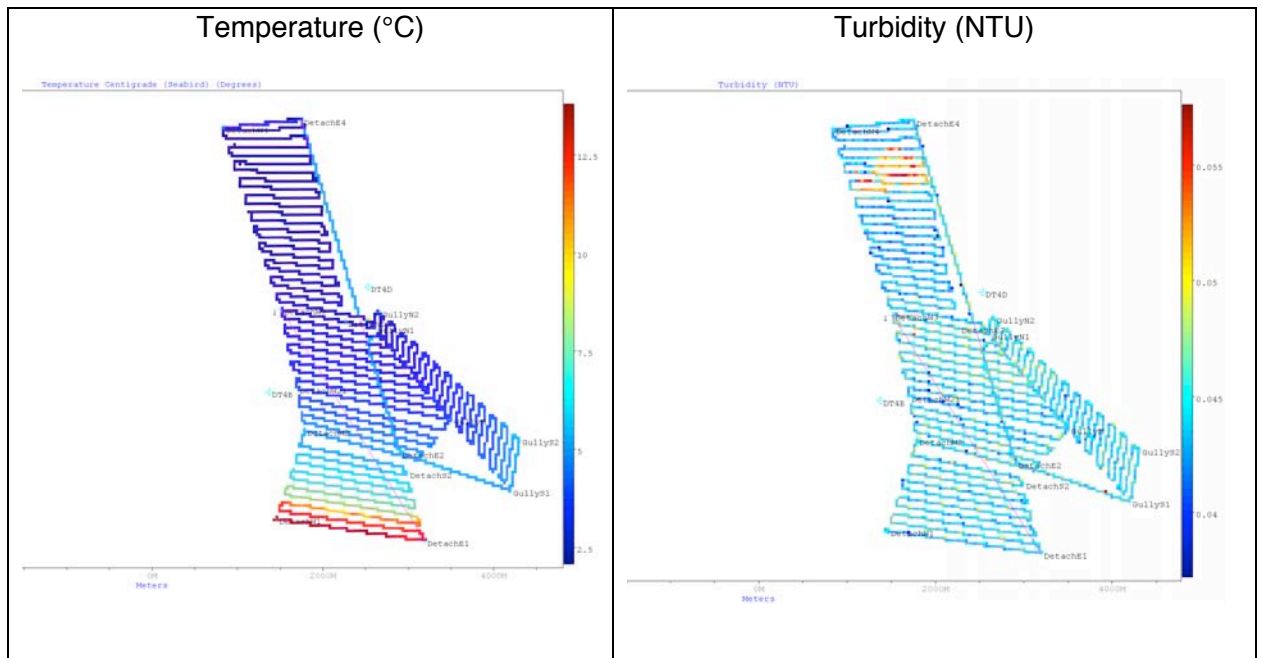 Temperature (°C)
Temperature Centigrade (Seabird) (Degrees)
DetachE4
12.5
10
DT4D
GullyN2
7.5
DT4B
5
GullyS2
DetachE2
DetachS2
GullyS1
DetachE1
2.5
0M
2000M
4000M
Meters
Turbidity (NTU)
Turbidity (NTU)
DetachE4
0.055
0.05
DT4D
GullyN2
GullyN1
0.045
DT4B
GullyS2
DetachE2
DetachS2
GullyS1
0.04
DetachE1
0M
2000M
4000M
Meters